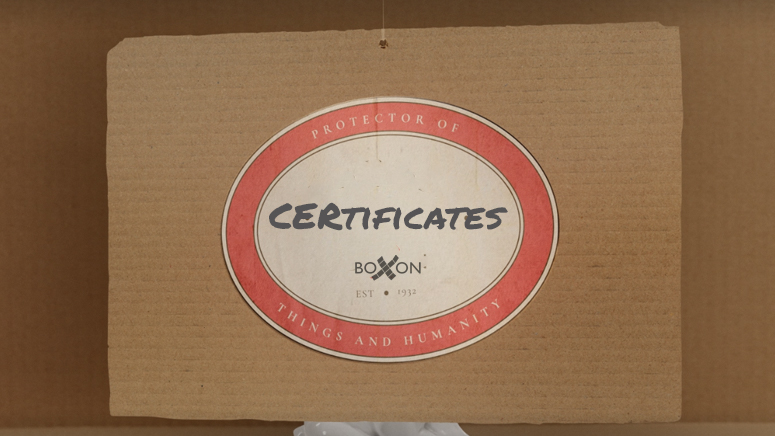 PROTECTOR OF
CERTIFICATES
BOXON
EST • 1932
THINGS AND HUMANITY